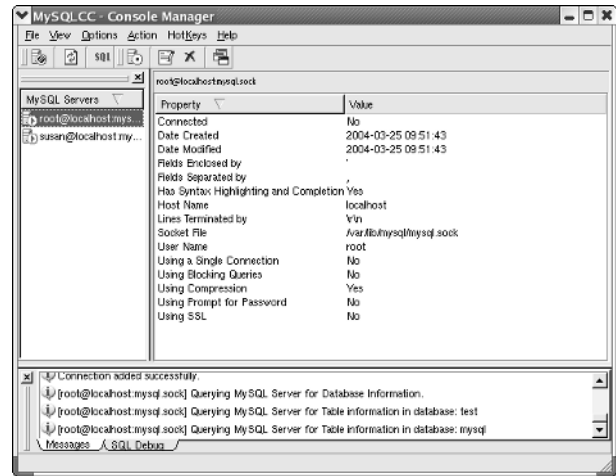 MySQLCC - Console Manager
File View Options Action HotKeys Help
SQL
root@localhostmysql.sock
MySQL Servers
root@localhost:mys...
susan@localhost:my...
Property Value
Connected No
Date Created 2004-03-25 09:51:43
Date Modified 2004-03-25 09:51:43
Fields Enclosed by '
Fields Separated by ,
Has Syntax Highlighting and Completion Yes
Host Name localhost
Lines Terminated by \r\n
Socket File /var/lib/mysql/mysql.sock
User Name root
Using a Single Connection No
Using Blocking Queries No
Using Compression Yes
Using Prompt for Password No
Using SSL No
Connection added successfully.
[root@localhost:mysql.sock] Querying MySQL Server for Database Information.
[root@localhost:mysql.sock] Querying MySQL Server for Table information in database: test
[root@localhost:mysql.sock] Querying MySQL Server for Table information in database: mysql
Messages SQL Debug